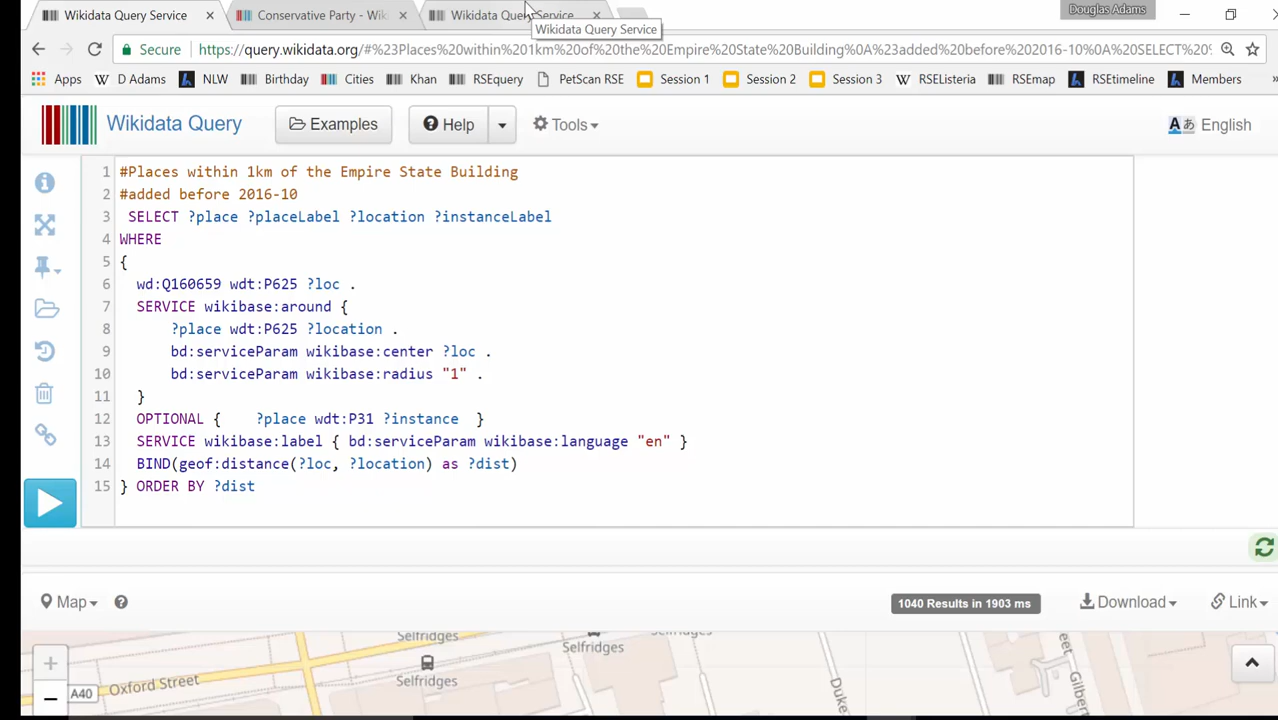 Wikidata Query Service
Conservative Party - Wiki
Wikidata Query Service
Douglas Adams
Wikidata Query Service
Secure
https://query.wikidata.org/#%23Places%20within%201km%20of%20the%20Empire%20State%20Building%0A%23added%20before%202016-10%0A%20SELECT%20%
Apps
D Adams
NLW
Birthday
Cities
Khan
RSEquery
PetScan RSE
Session 1
Session 2
Session 3
RSEListeria
RSEmap
RSEtimeline
Members
Wikidata Query
Examples
Help
Tools
English
1 #Places within 1km of the Empire State Building
2 #added before 2016-10
3 SELECT ?place ?placeLabel ?location ?instanceLabel
4 WHERE
5 {
6 wd:Q160659 wdt:P625 ?loc .
7 SERVICE wikibase:around {
8 ?place wdt:P625 ?location .
9 bd:serviceParam wikibase:center ?loc .
10 bd:serviceParam wikibase:radius "1" .
11 }
12 OPTIONAL { ?place wdt:P31 ?instance }
13 SERVICE wikibase:label { bd:serviceParam wikibase:language "en" }
14 BIND(geof:distance(?loc, ?location) as ?dist)
15 } ORDER BY ?dist
Map
1040 Results in 1903 ms
Download
Link
Selfridges
Selfridges
Selfridges
Selfridges
Oxford Street
A40
Duke
Gilbert